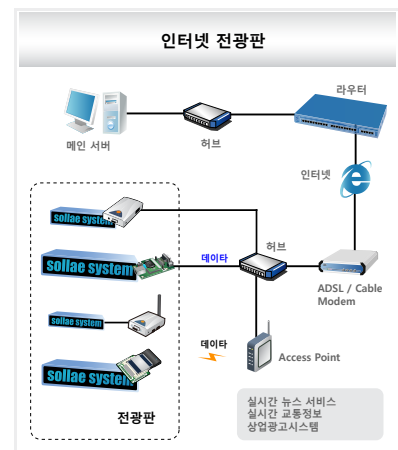 인터넷 전광판
라우터
메인 서버
허브
인터넷
sollae system
데이타
허브
sollae system
ADSL / Cable
Modem
sollae system
데이타
Access Point
sollae system
전광판
실시간 뉴스 서비스
실시간 교통정보
상업광고시스템